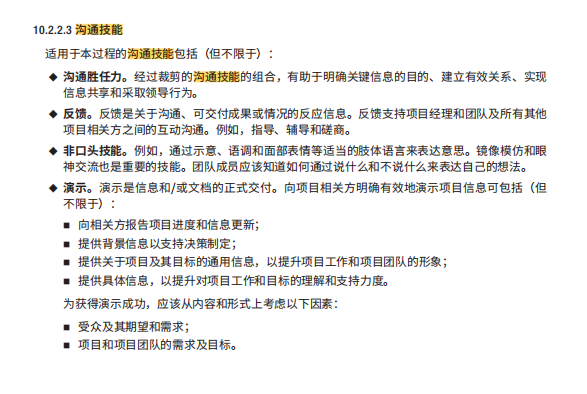 10.2.2.3 沟通技能
适用于本过程的沟通技能包括（但不限于）：
◆ 沟通胜任力。经过裁剪的沟通技能的组合，有助于明确关键信息的目的、建立有效关系、实现
信息共享和采取领导行为。
◆ 反馈。反馈是关于沟通、可交付成果或情况的反应信息。反馈支持项目经理和团队及所有其他
项目相关方之间的互动沟通。例如，指导、辅导和磋商。
◆ 非口头技能。例如，通过示意、语调和面部表情等适当的肢体语言来表达意思。镜像模仿和眼
神交流也是重要的技能。团队成员应该知道如何通过说什么和不说什么来表达自己的想法。
◆ 演示。演示是信息和/或文档的正式交付。向项目相关方明确有效地演示项目信息可包括（但
不限于）：
■ 向相关方报告项目进度和信息更新；
■ 提供背景信息以支持决策制定；
■ 提供关于项目及其目标的通用信息，以提升项目工作和项目团队的形象；
■ 提供具体信息，以提升对项目工作和目标的理解和支持力度。
为获得演示成功，应该从内容和形式上考虑以下因素：
■ 受众及其期望和需求；
■ 项目和项目团队的需求及目标。